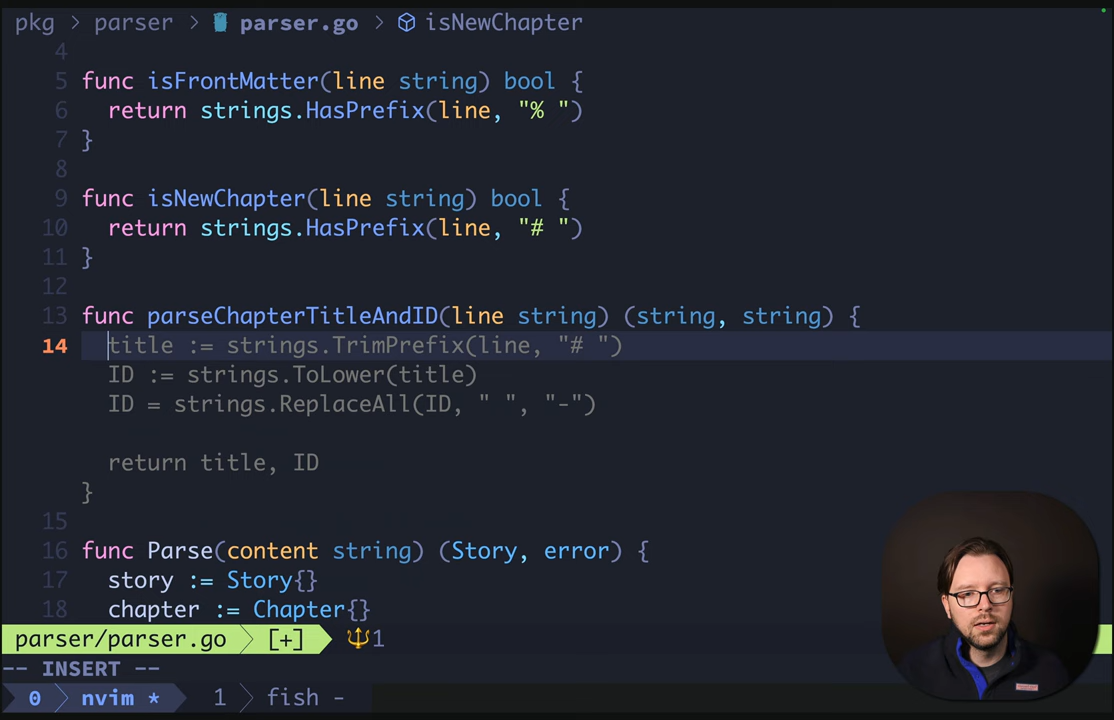 pkg > parser > parser.go > isNewChapter
4
5 func isFrontMatter(line string) bool {
6 return strings.HasPrefix(line, "% ")
7 }
8
9 func isNewChapter(line string) bool {
10 return strings.HasPrefix(line, "# ")
11 }
12
13 func parseChapterTitleAndID(line string) (string, string) {
14 title := strings.TrimPrefix(line, "# ")
ID := strings.ToLower(title)
ID = strings.ReplaceAll(ID, " ", "-")
return title, ID
}
15
16 func Parse(content string) (Story, error) {
17 story := Story{}
18 chapter := Chapter{}
parser/parser.go > [+] 1
-- INSERT --
0 > nvim * 1 > fish -